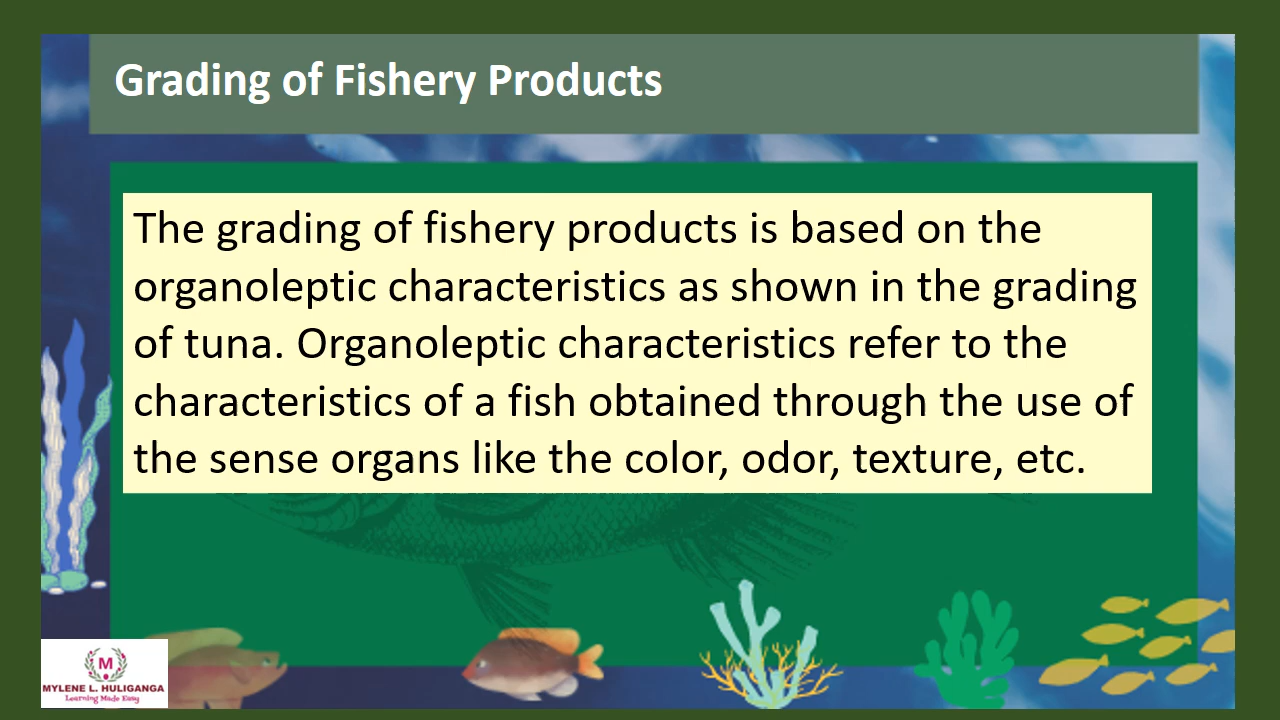 Grading of Fishery Products
The grading of fishery products is based on the
organoleptic characteristics as shown in the grading
of tuna. Organoleptic characteristics refer to the
characteristics of a fish obtained through the use of
the sense organs like the color, odor, texture, etc.
M
MYLENE L. HULIGANGA
Learning Made Easy